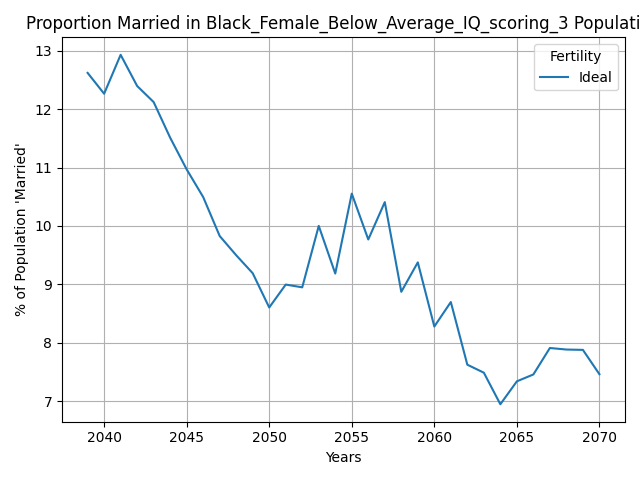 Proportion Married in Black_Female_Below_Average_IQ_scoring_3 Populati
13
12
11
10
9
8
7
% of Population 'Married'
Fertility
Ideal
2040 2045 2050 2055 2060 2065 2070
Years